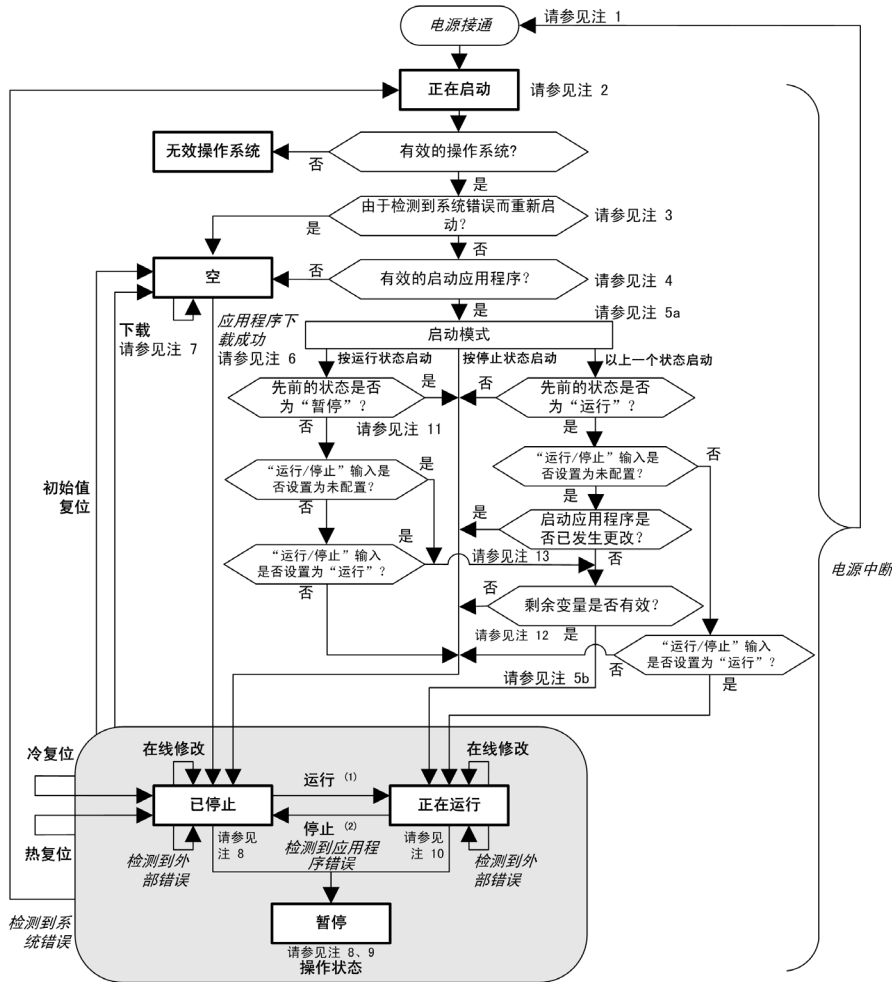 电源接通
请参见注 1
正在启动
请参见注 2
无效操作系统
有效的操作系统?
否
是
由于检测到系统错误而重新启
动?
请参见注 3
是
否
空
否
有效的启动应用程序?
请参见注 4
是
请参见注 5a
下载
请参见注 7
应用程序下
载成功
请参见注 6
启动模式
按运行状态启动
按停止状态启动
以上一个状态启动
先前的状态是否
为“暂停”?
是
否
先前的状态是否
为“运行”?
否
请参见注 11
是
“运行/停止”输入是
否设置为未配置?
是
“运行/停止”输入是
否设置为未配置?
否
初始值
复位
否
是
是
启动应用程序是
否已发生更改?
“运行/停止”输入
是否设置为“运行”?
是
请参见注 13
否
电源中断
否
否
剩余变量是否有效?
请参见注 12
是
“运行/停止”输入
是否设置为“运行”?
否
请参见注 5b
是
冷复位
在线修改
在线修改
运行 (1)
已停止
正在运行
停止 (2)
热复位
检测到外
部错误
请参见
注 8
检测到应用程
序错误
请参见
注 10
检测到外
部错误
暂停
检测到系
统错误
请参见注 8、9
操作状态